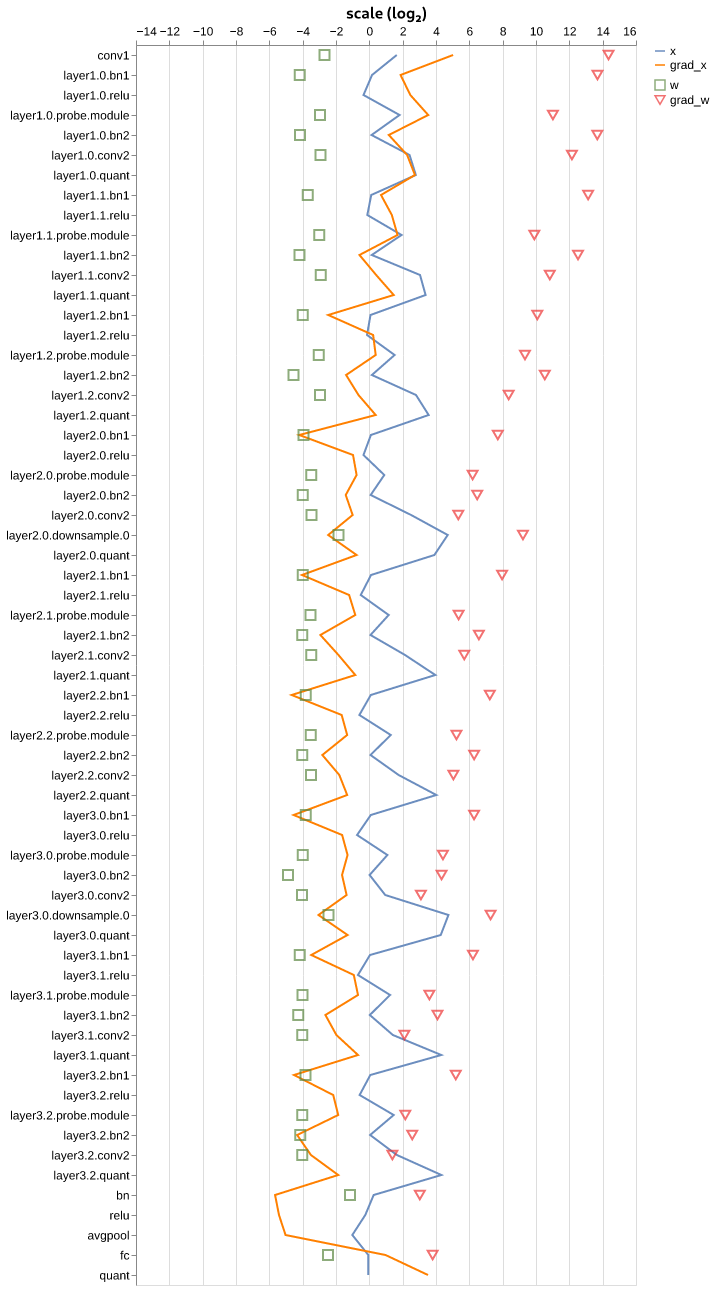 scale (log₂)
−14 −12 −10 −8 −6 −4 −2 0 2 4 6 8 10 12 14 16
x
grad_x
w
grad_w
conv1
layer1.0.bn1
layer1.0.relu
layer1.0.probe.module
layer1.0.bn2
layer1.0.conv2
layer1.0.quant
layer1.1.bn1
layer1.1.relu
layer1.1.probe.module
layer1.1.bn2
layer1.1.conv2
layer1.1.quant
layer1.2.bn1
layer1.2.relu
layer1.2.probe.module
layer1.2.bn2
layer1.2.conv2
layer1.2.quant
layer2.0.bn1
layer2.0.relu
layer2.0.probe.module
layer2.0.bn2
layer2.0.conv2
layer2.0.downsample.0
layer2.0.quant
layer2.1.bn1
layer2.1.relu
layer2.1.probe.module
layer2.1.bn2
layer2.1.conv2
layer2.1.quant
layer2.2.bn1
layer2.2.relu
layer2.2.probe.module
layer2.2.bn2
layer2.2.conv2
layer2.2.quant
layer3.0.bn1
layer3.0.relu
layer3.0.probe.module
layer3.0.bn2
layer3.0.conv2
layer3.0.downsample.0
layer3.0.quant
layer3.1.bn1
layer3.1.relu
layer3.1.probe.module
layer3.1.bn2
layer3.1.conv2
layer3.1.quant
layer3.2.bn1
layer3.2.relu
layer3.2.probe.module
layer3.2.bn2
layer3.2.conv2
layer3.2.quant
bn
relu
avgpool
fc
quant